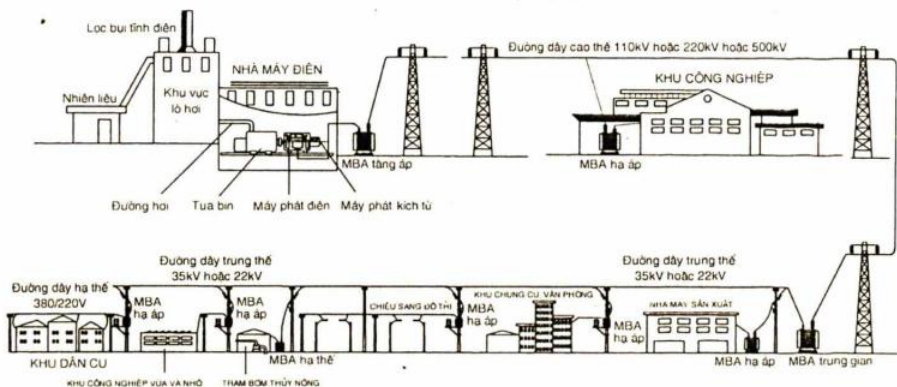 Lọc bụi tĩnh điện
Đường dây cao thế 110kV hoặc 220kV hoặc 500kV
NHÀ MÁY ĐIỆN
KHU CÔNG NGHIỆP
Nhiên liệu
Khu vực
lò hơi
MBA tăng áp
MBA hạ áp
Đường hơi
Tua bin
Máy phát điện
Máy phát kích từ
Đường dây trung thế
35kV hoặc 22kV
Đường dây trung thế
35kV hoặc 22kV
Đường dây hạ thế
380/220V
MBA
hạ áp
MBA
hạ áp
CHIẾU SÁNG ĐÔ THỊ
MBA
hạ áp
KHU CHUNG CƯ, VĂN PHÒNG
MBA
hạ áp
NHÀ MÁY SẢN XUẤT
KHU DÂN CƯ
MBA hạ thế
MBA hạ áp
MBA trung gian
KHU CÔNG NGHIỆP VỪA VÀ NHỎ
TRẠM BƠM THỦY NÔNG